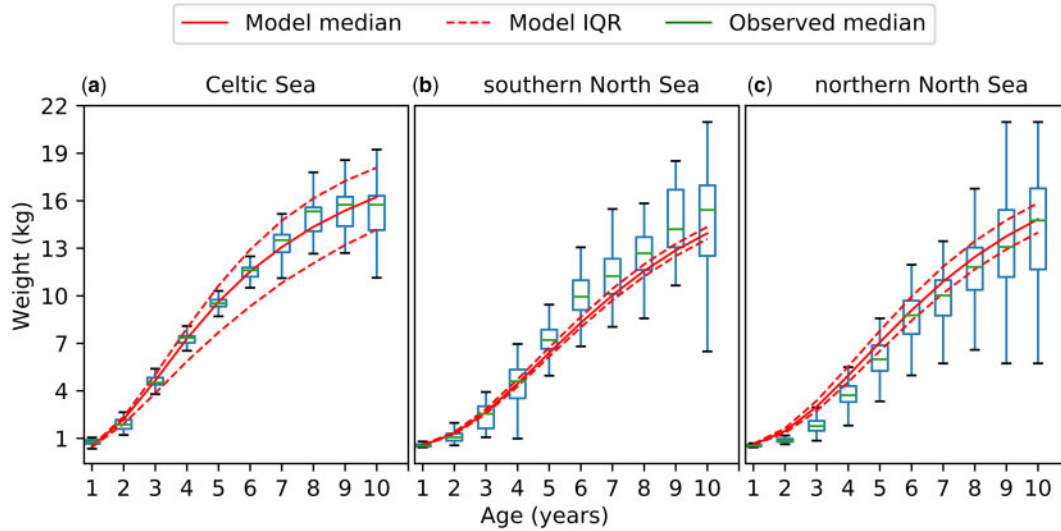 Model median Model IQR Observed median
(a) Celtic Sea (b) southern North Sea (c) northern North Sea
22
19
16
13
10
7
4
1
Weight (kg)
1 2 3 4 5 6 7 8 9 10 1 2 3 4 5 6 7 8 9 10 1 2 3 4 5 6 7 8 9 10
Age (years)